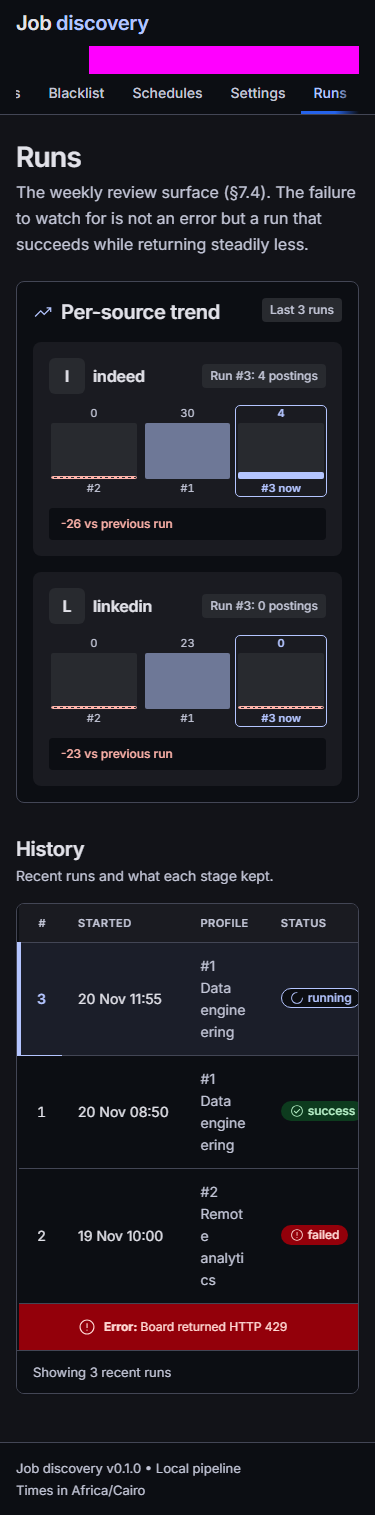 Job discovery
s Blacklist Schedules Settings Runs
Runs
The weekly review surface (§7.4). The failure
to watch for is not an error but a run that
succeeds while returning steadily less.
Per-source trend Last 3 runs
I indeed Run #3: 4 postings
0 30 4
#2 #1 #3 now
-26 vs previous run
L linkedin Run #3: 0 postings
0 23 0
#2 #1 #3 now
-23 vs previous run
History
Recent runs and what each stage kept.
# STARTED PROFILE STATUS
3 20 Nov 11:55 #1 Data engine ering running
1 20 Nov 08:50 #1 Data engine ering success
2 19 Nov 10:00 #2 Remot e analyti cs failed
Error: Board returned HTTP 429
Showing 3 recent runs
Job discovery v0.1.0 • Local pipeline
Times in Africa/Cairo